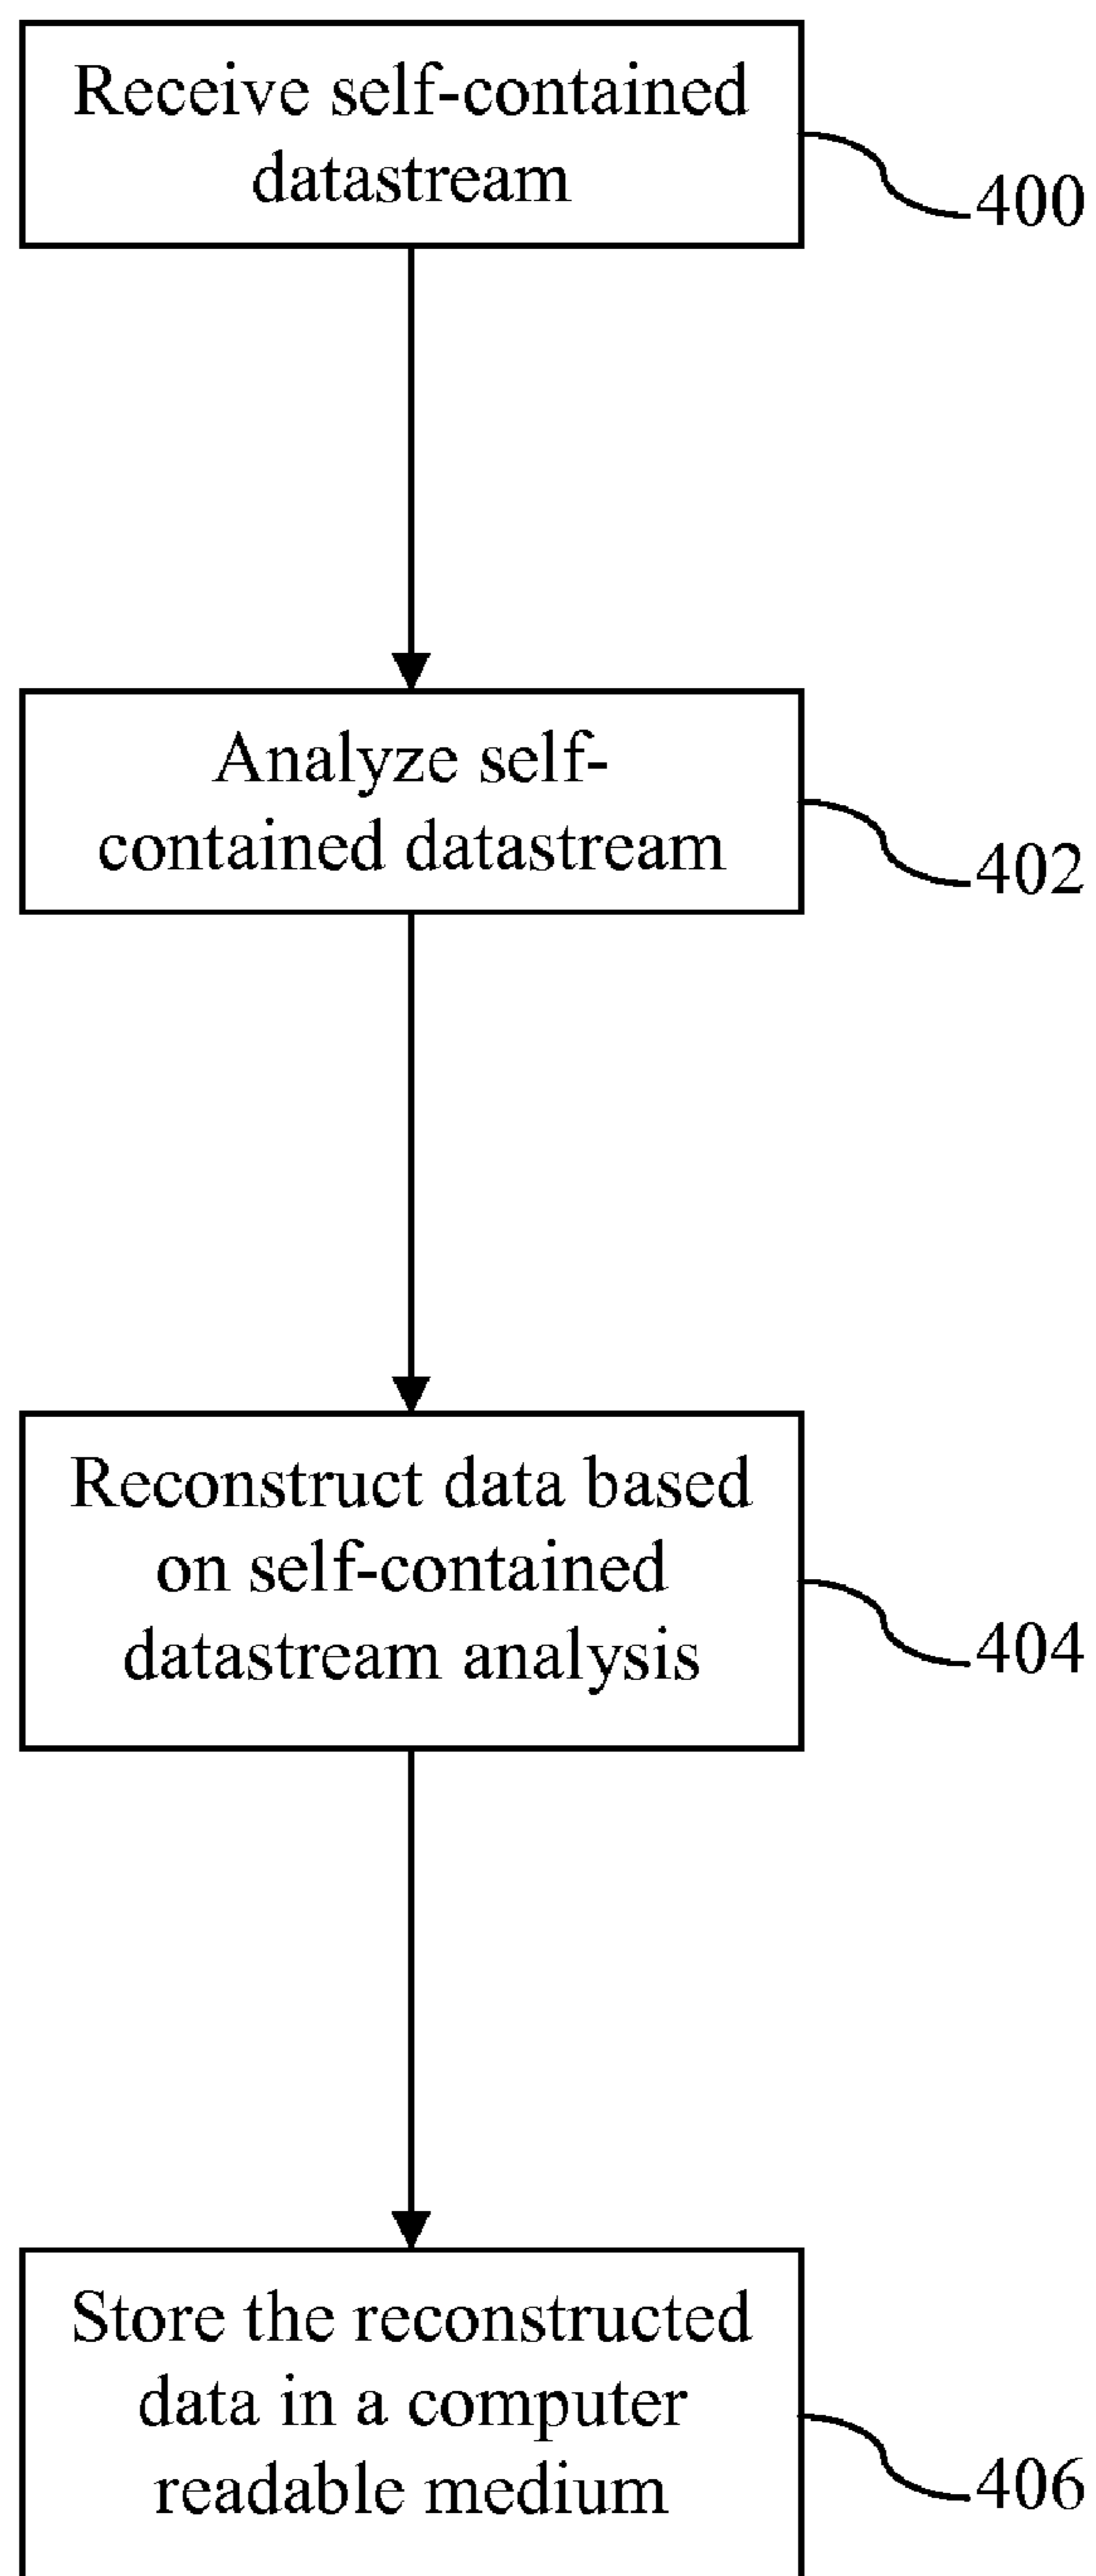 Receive self-contained
datastream
400
Analyze self-
contained datastream
402
Reconstruct data based
on self-contained
datastream analysis
404
Store the reconstructed
data in a computer
readable medium
406